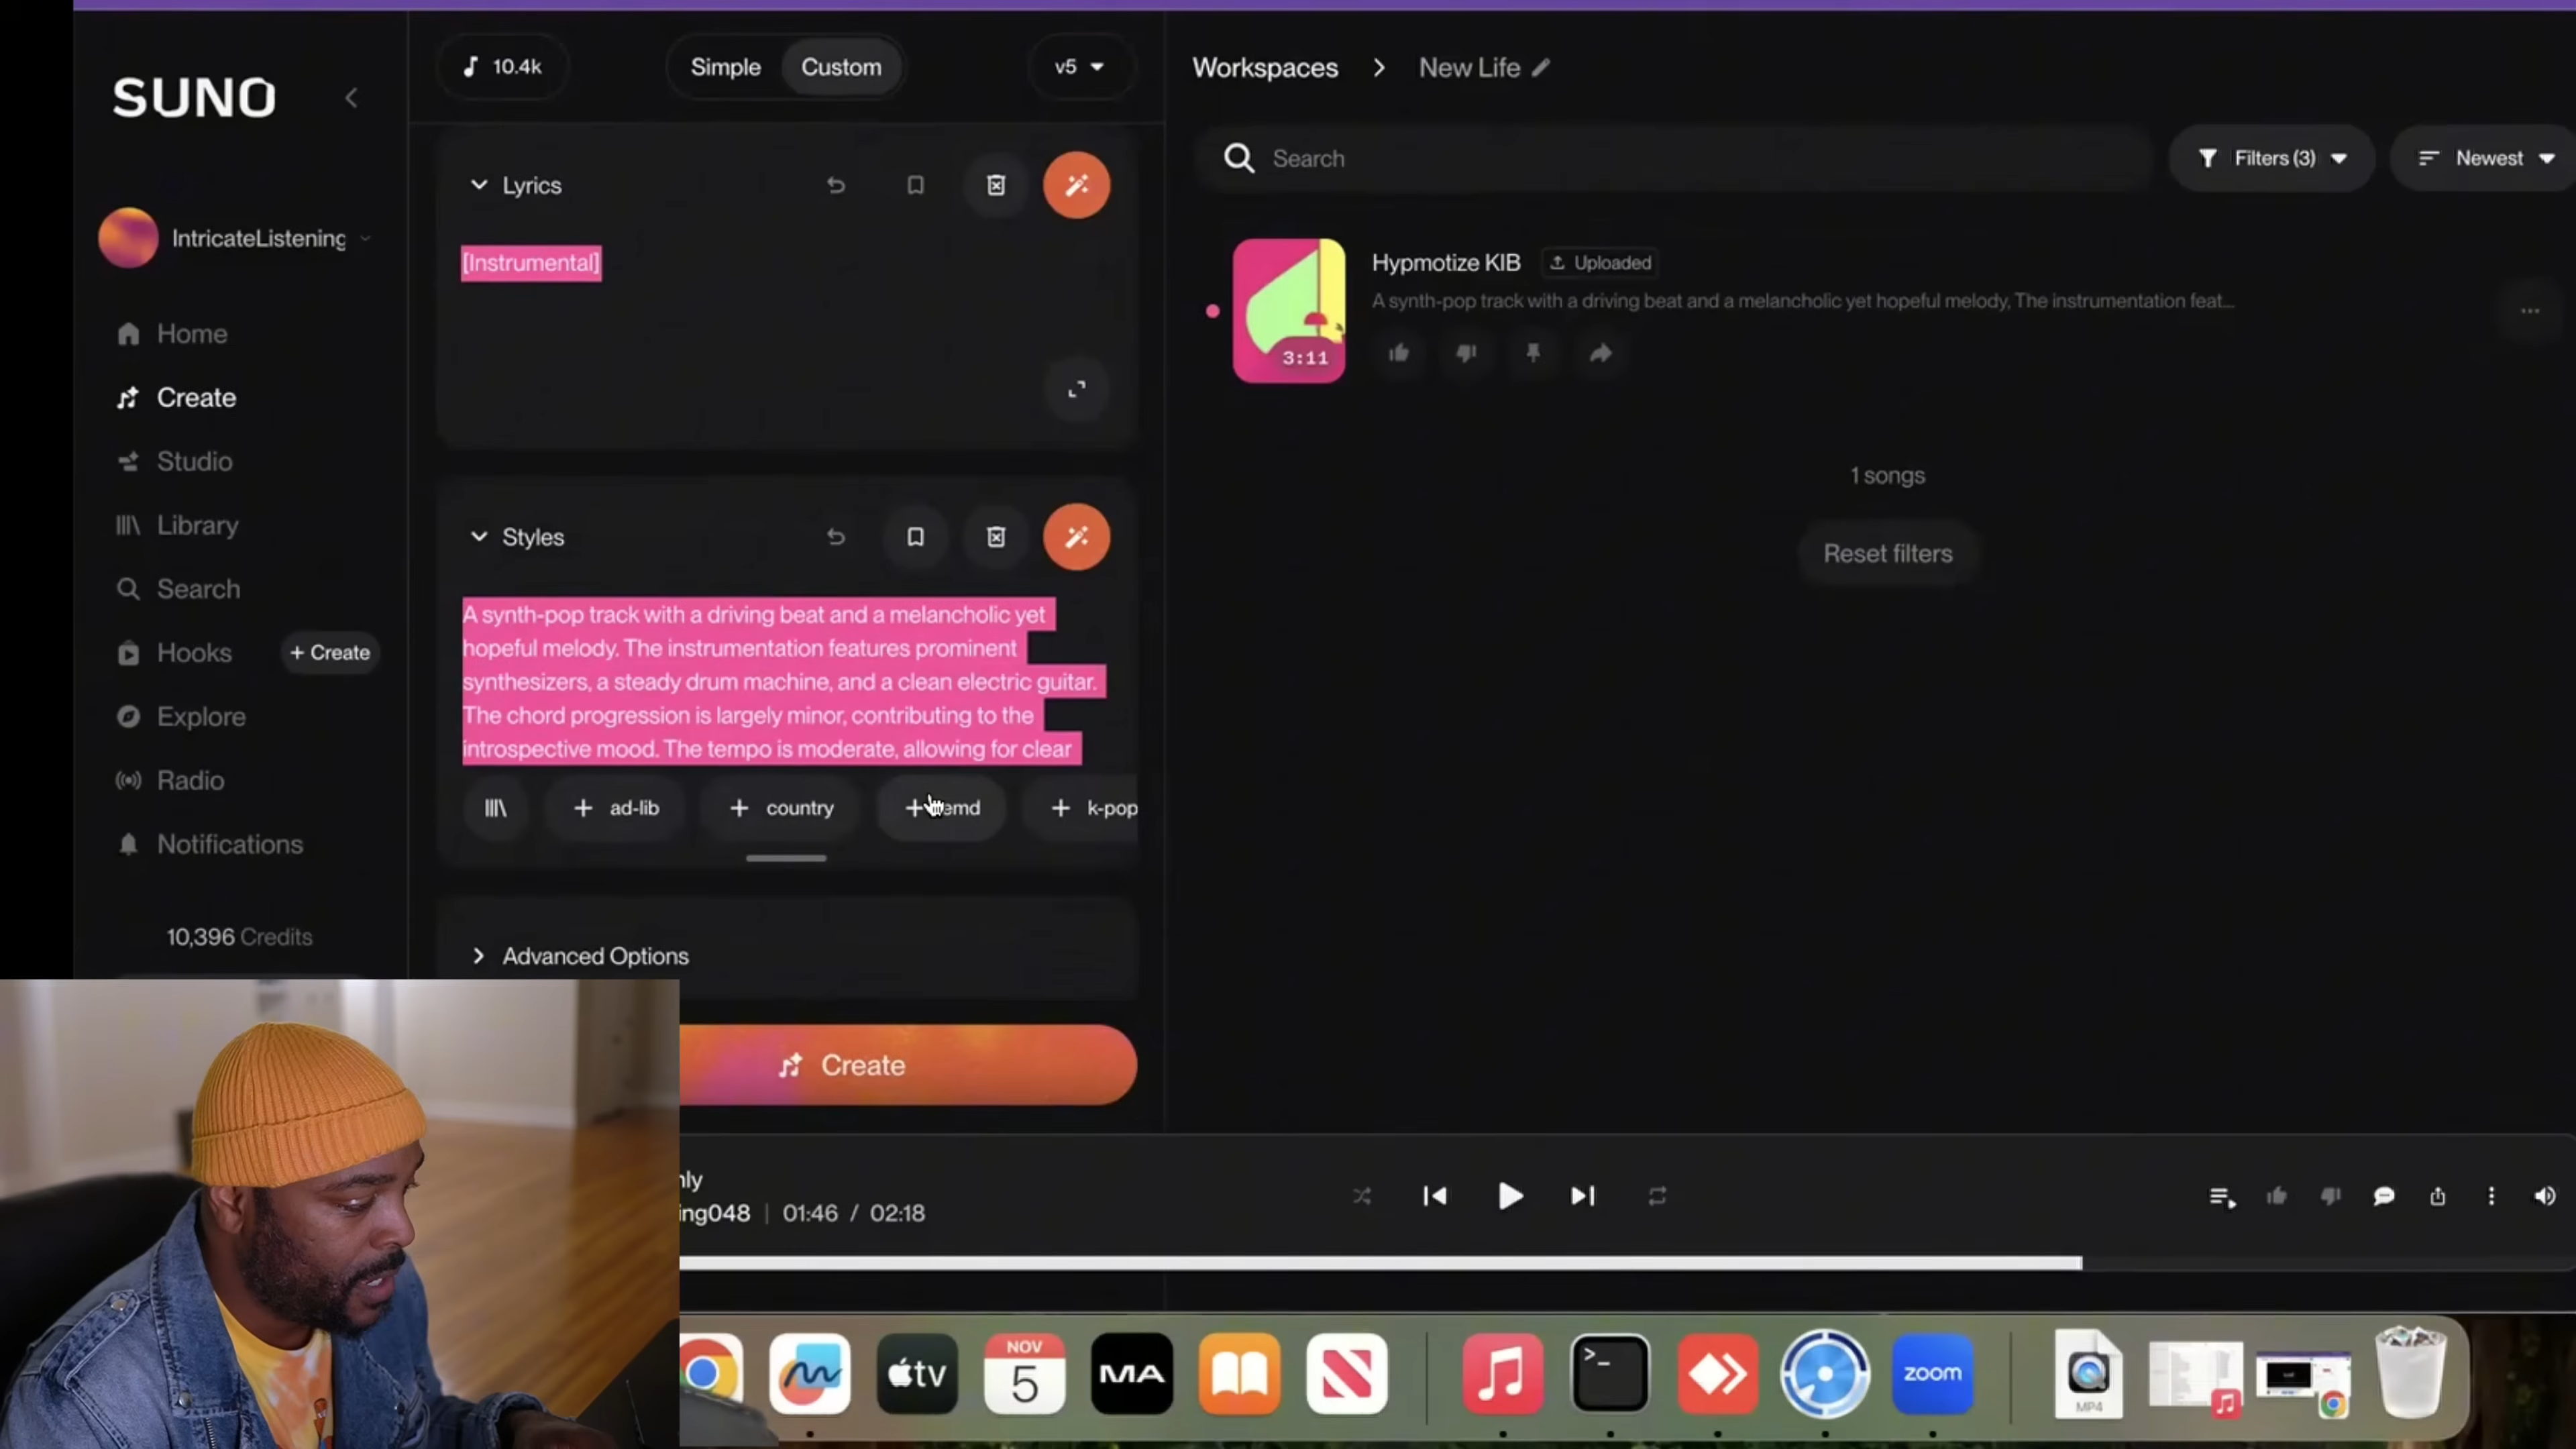 SUNO
IntricateListening
Home
Create
Studio
Library
Search
Hooks
+ Create
Explore
Radio
Notifications
10,396 Credits
10.4k
Simple
Custom
v5
Lyrics
[Instrumental]
Styles
A synth-pop track with a driving beat and a melancholic yet
hopeful melody. The instrumentation features prominent
synthesizers, a steady drum machine, and a clean electric guitar.
The chord progression is largely minor, contributing to the
introspective mood. The tempo is moderate, allowing for clear
+ ad-lib
+ country
+ emd
+ k-pop
Advanced Options
Create
Workspaces > New Life
Search
Filters (3)
Newest
Hypmotize KIB
Uploaded
A synth-pop track with a driving beat and a melancholic yet hopeful melody, The instrumentation feat...
3:11
1 songs
Reset filters
nly
ing048 | 01:46 / 02:18
tv
NOV
5
MA
>_
zoom
MP4